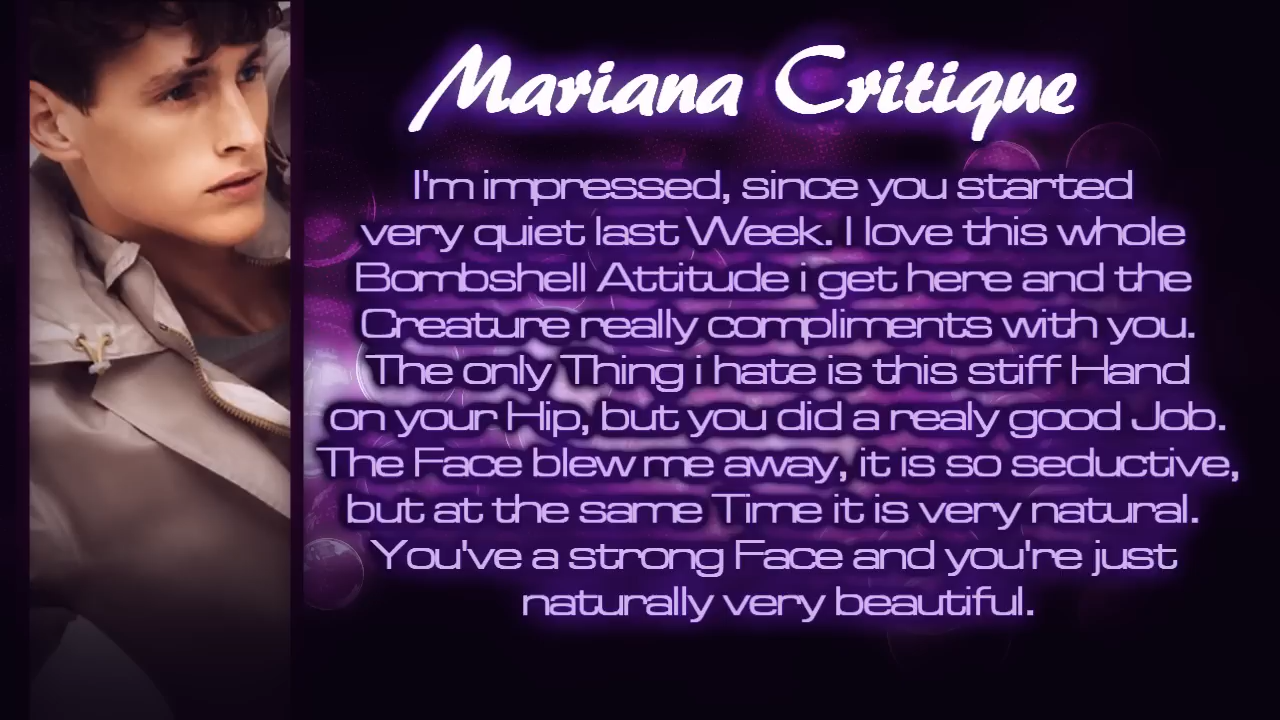 Mariana Critique
I'm impressed, since you started
very quiet last Week. I love this whole
Bombshell Attitude i get here and the
Creature really compliments with you.
The only Thing i hate is this stiff Hand
on your Hip, but you did a realy good Job.
The Face blew me away, it is so seductive,
but at the same Time it is very natural.
You've a strong Face and you're just
naturally very beautiful.